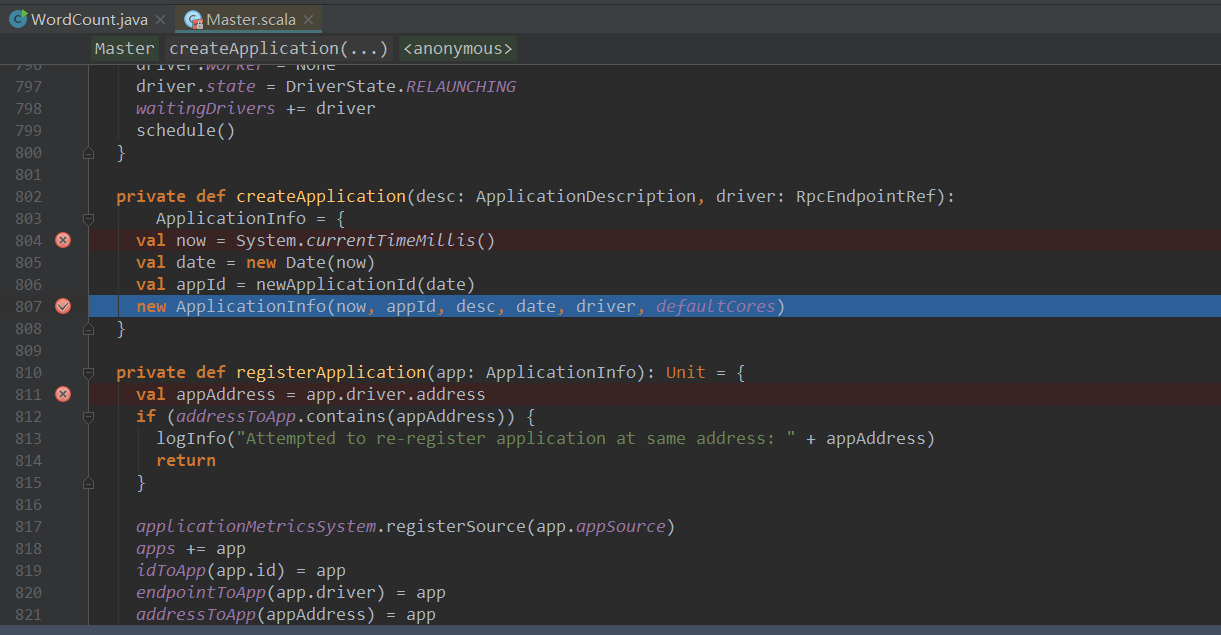 WordCount.java Master.scala
Master createApplication(...) <anonymous>
796 driver.worker = None
797 driver.state = DriverState.RELAUNCHING
798 waitingDrivers += driver
799 schedule()
800 }
801
802 private def createApplication(desc: ApplicationDescription, driver: RpcEndpointRef):
803 ApplicationInfo = {
804 val now = System.currentTimeMillis()
805 val date = new Date(now)
806 val appId = newApplicationId(date)
807 new ApplicationInfo(now, appId, desc, date, driver, defaultCores)
808 }
809
810 private def registerApplication(app: ApplicationInfo): Unit = {
811 val appAddress = app.driver.address
812 if (addressToApp.contains(appAddress)) {
813 logInfo("Attempted to re-register application at same address: " + appAddress)
814 return
815 }
816
817 applicationMetricsSystem.registerSource(app.appSource)
818 apps += app
819 idToApp(app.id) = app
820 endpointToApp(app.driver) = app
821 addressToApp(appAddress) = app